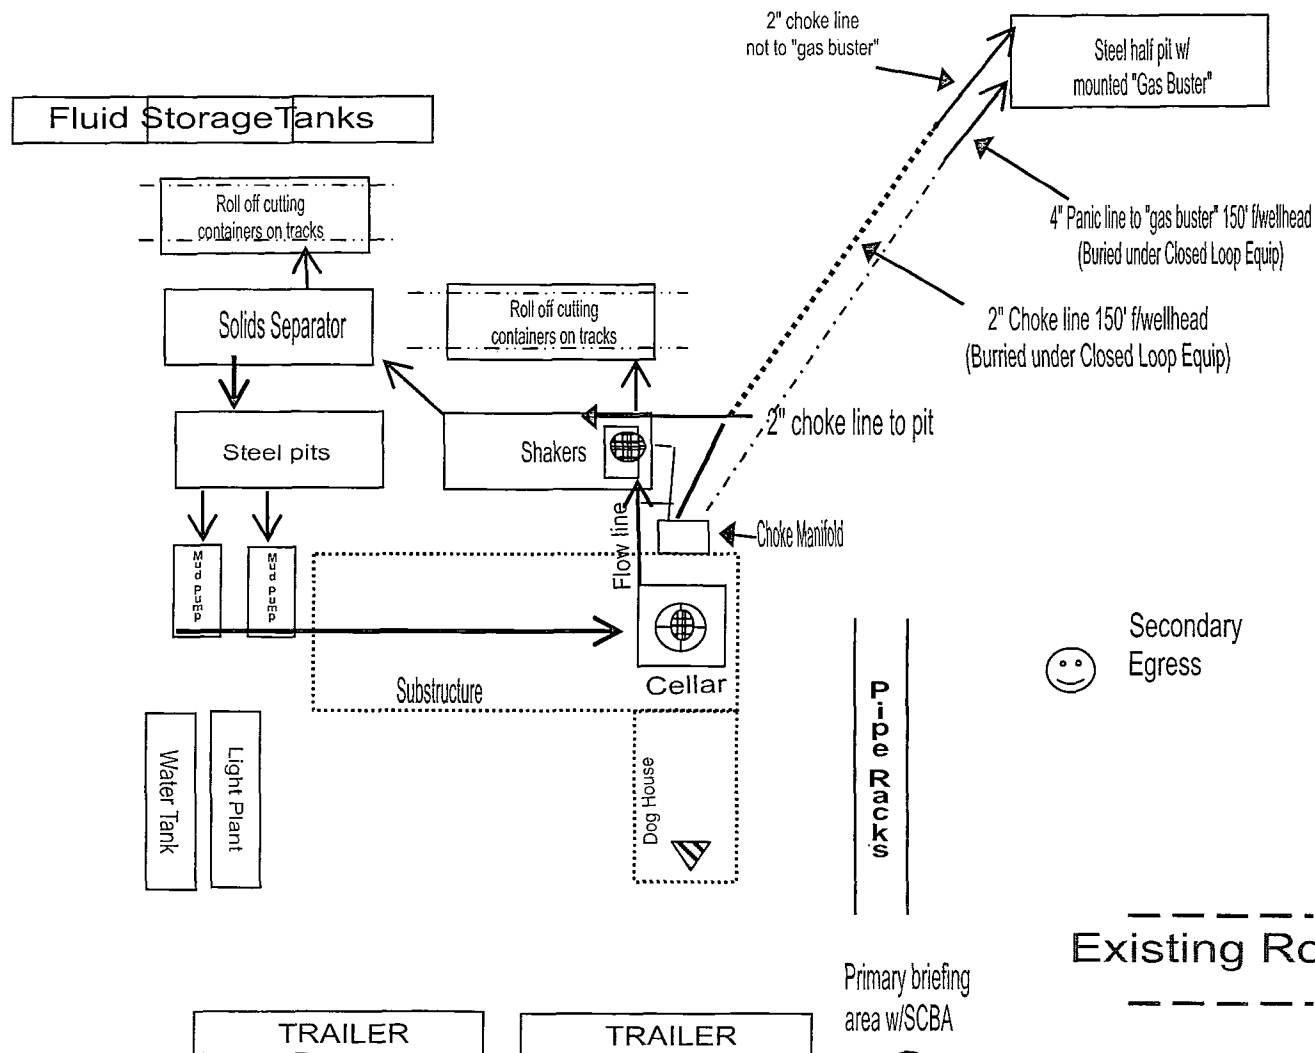 2" choke line
not to "gas buster"
Steel half pit w/
mounted "Gas Buster"
Fluid StorageTanks
Roll off cutting
containers on tracks
4" Panic line to "gas buster" 150' f/wellhead
(Buried under Closed Loop Equip)
Solids Separator
Roll off cutting
containers on tracks
2" Choke line 150' f/wellhead
(Burried under Closed Loop Equip)
2" choke line to pit
Steel pits
Shakers
Flow line
Choke Manifold
Mud pump
Mud pump
Secondary
Egress
Substructure
Cellar
Pipe Racks
Water Tank
Light Plant
Dog House
Existing Ro
Primary briefing
area w/SCBA
TRAILER
TRAILER